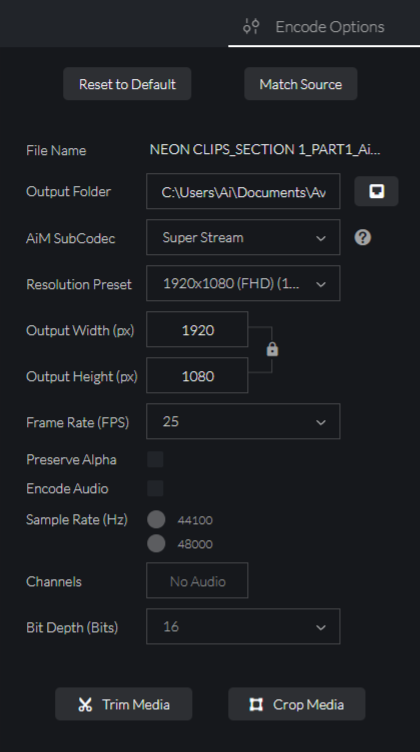 Encode Options
Reset to Default
Match Source
File Name NEON CLIPS_SECTION 1_PART1_Ai...
Output Folder C:\Users\Ai\Documents\Av
AiM SubCodec Super Stream ?
Resolution Preset 1920x1080 (FHD) (1...
Output Width (px) 1920
Output Height (px) 1080
Frame Rate (FPS) 25
Preserve Alpha
Encode Audio
Sample Rate (Hz) 44100
48000
Channels No Audio
Bit Depth (Bits) 16
Trim Media
Crop Media